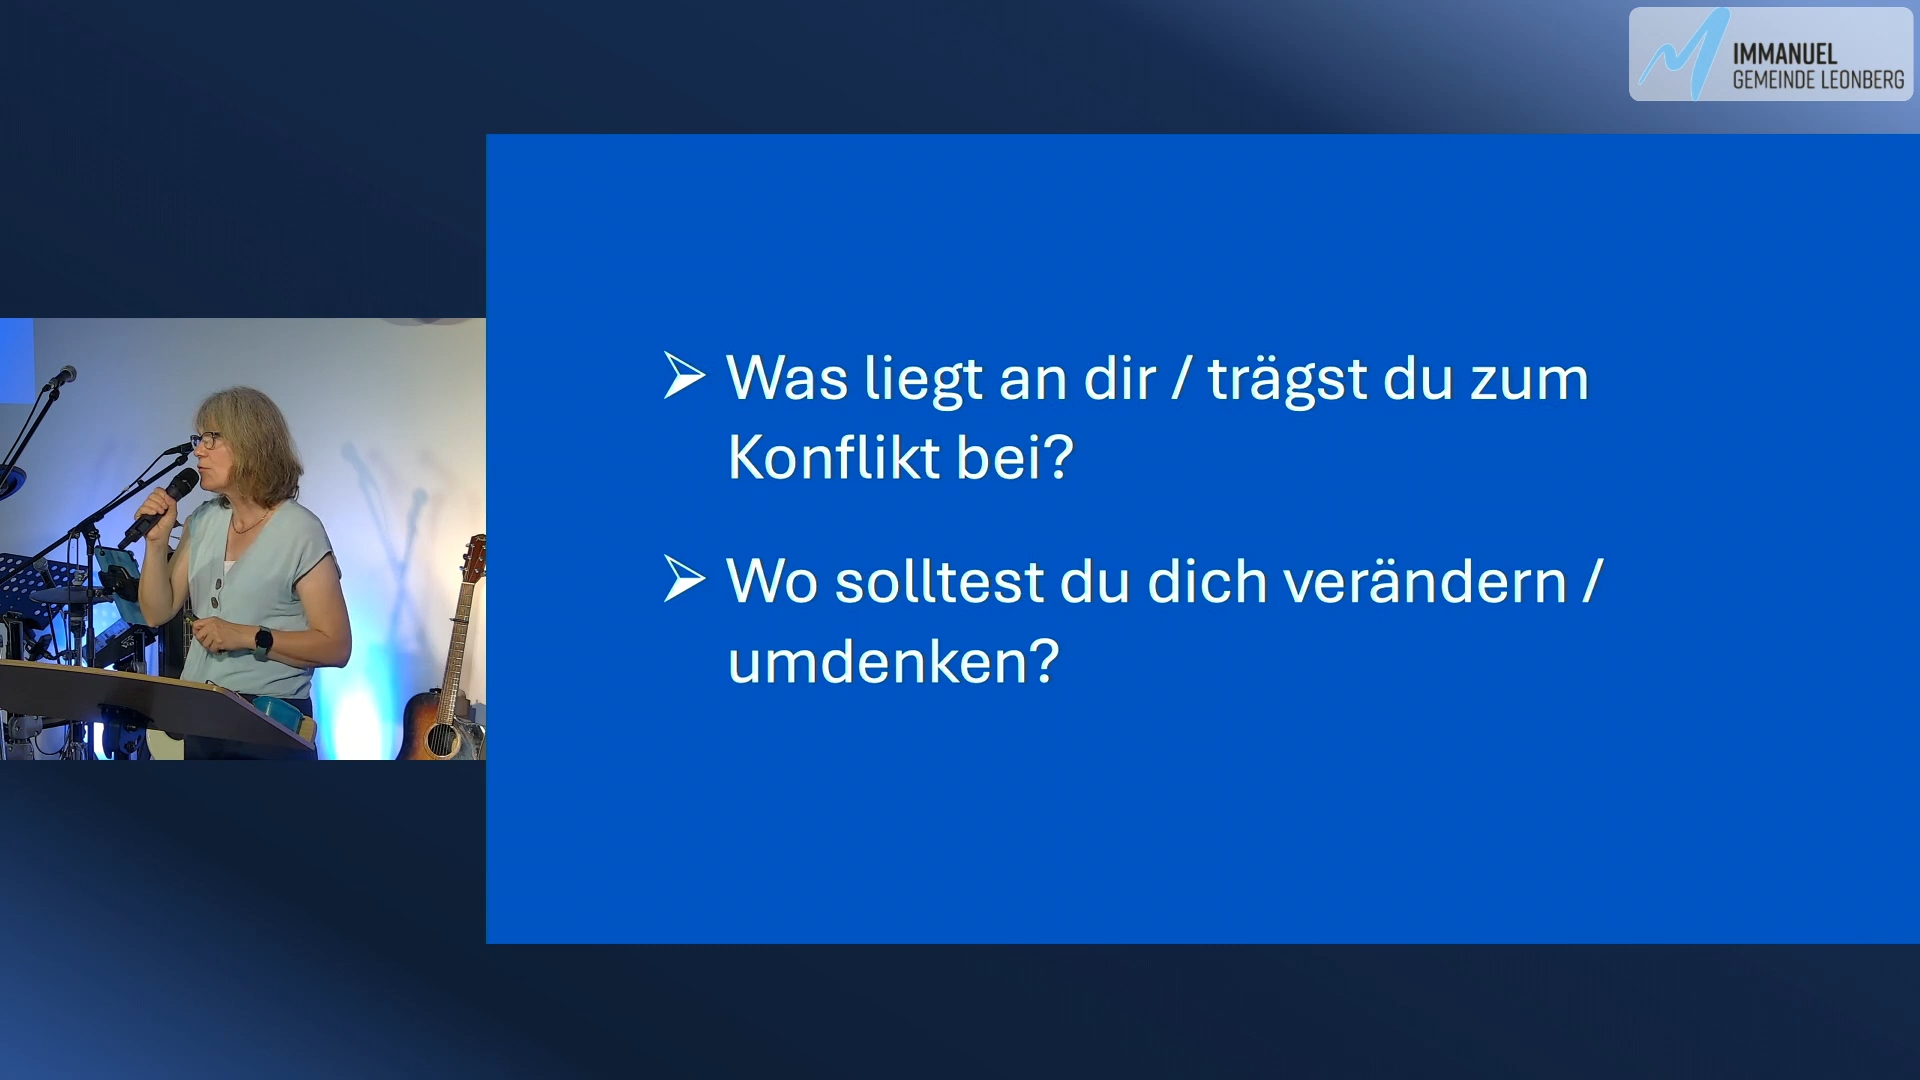 IMMANUEL
GEMEINDE LEONBERG
➢ Was liegt an dir / trägst du zum
Konflikt bei?
➢ Wo solltest du dich verändern /
umdenken?